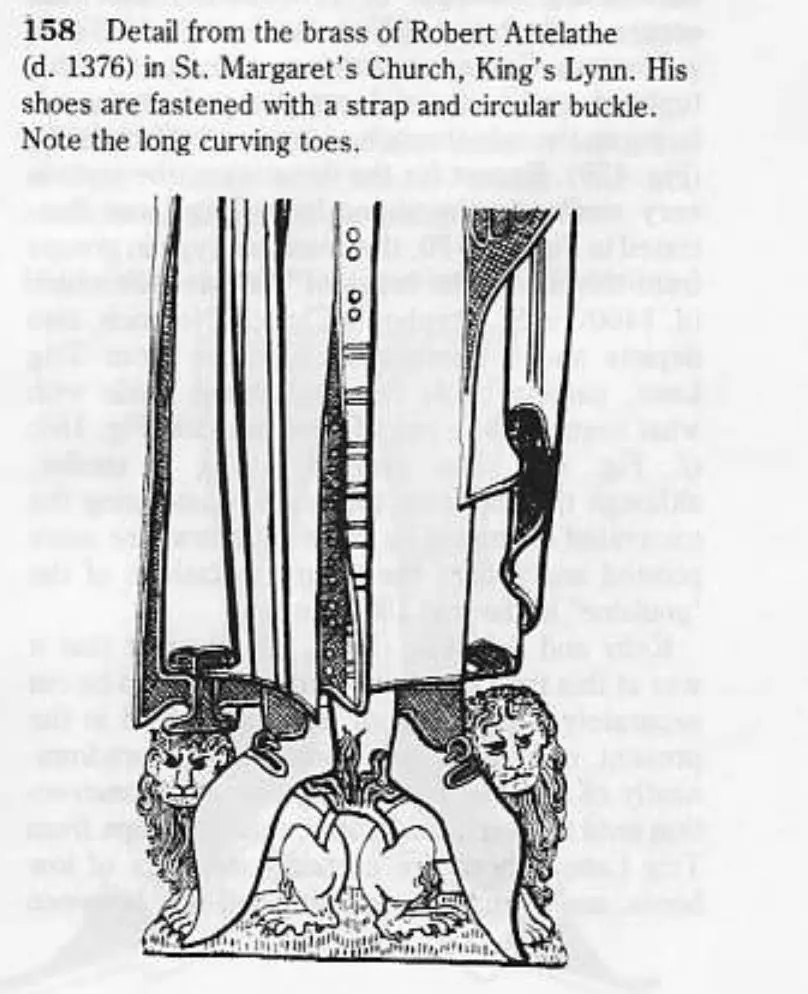 158 Detail from the brass of Robert Attelathe
(d. 1376) in St. Margaret's Church, King's Lynn. His
shoes are fastened with a strap and circular buckle.
Note the long curving toes.